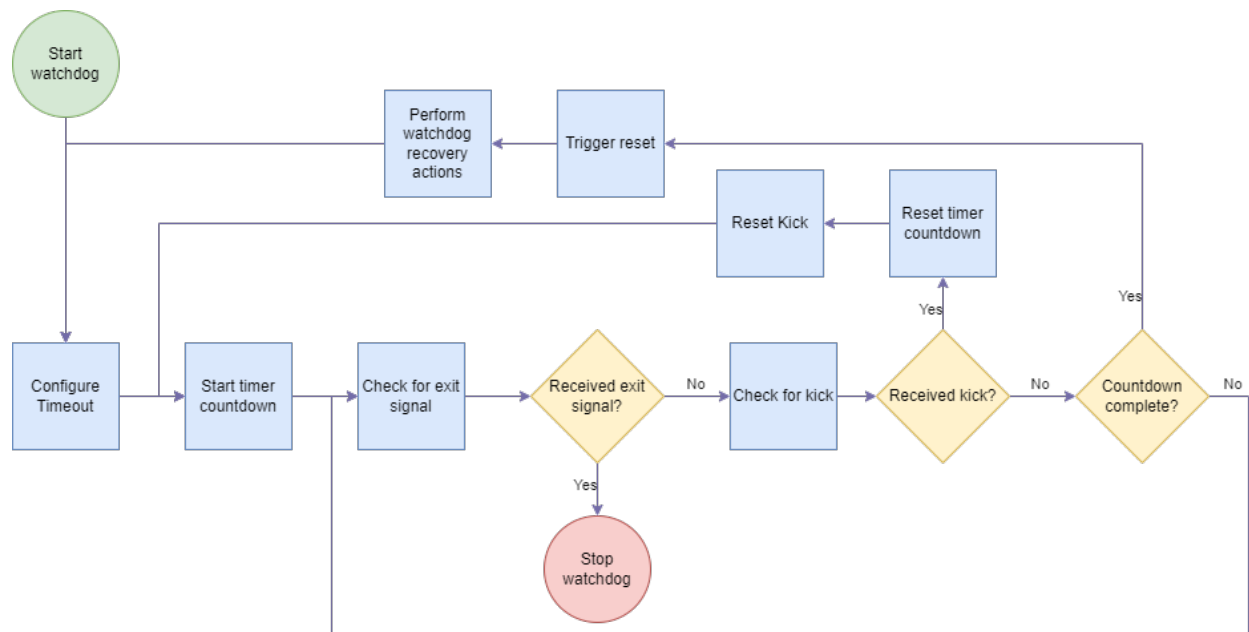 Start
watchdog
Perform
watchdog
recovery
actions
Trigger reset
Reset Kick
Reset timer
countdown
Yes
Yes
Configure
Timeout
Start timer
countdown
Check for exit
signal
Received exit
signal?
No
Check for kick
Received kick?
No
Countdown
complete?
No
Yes
Stop
watchdog